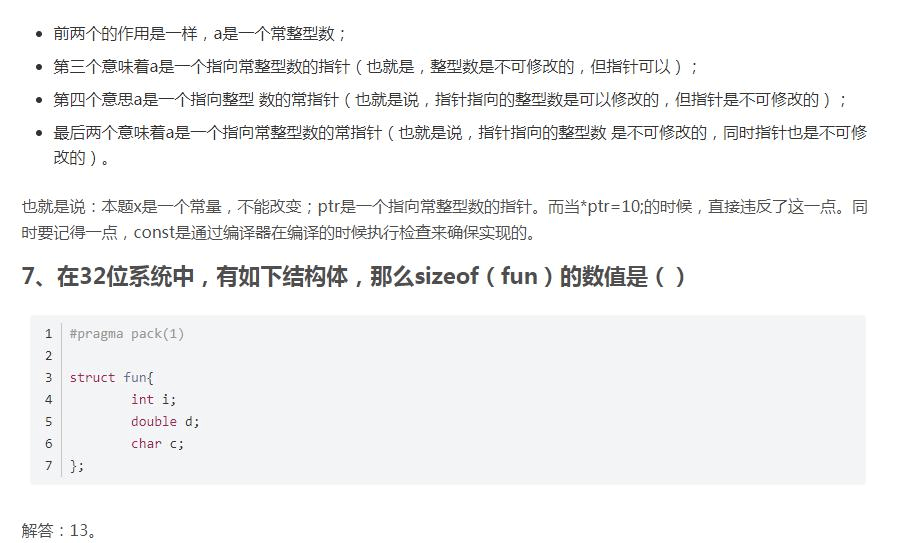 前两个的作用是一样，a是一个常整型数；
第三个意味着a是一个指向常整型数的指针（也就是，整型数是不可修改的，但指针可以）；
第四个意思a是一个指向整型 数的常指针（也就是说，指针指向的整型数是可以修改的，但指针是不可修改的）；
最后两个意味着a是一个指向常整型数的常指针（也就是说，指针指向的整型数 是不可修改的，同时指针也是不可修
改的）。
也就是说：本题x是一个常量，不能改变；ptr是一个指向常整型数的指针。而当*ptr=10;的时候，直接违反了这一点。同
时要记得一点，const是通过编译器在编译的时候执行检查来确保实现的。
7、在32位系统中，有如下结构体，那么sizeof（fun）的数值是（ ）
1 #pragma pack(1)
2
3 struct fun{
4 int i;
5 double d;
6 char c;
7 };
解答：13。